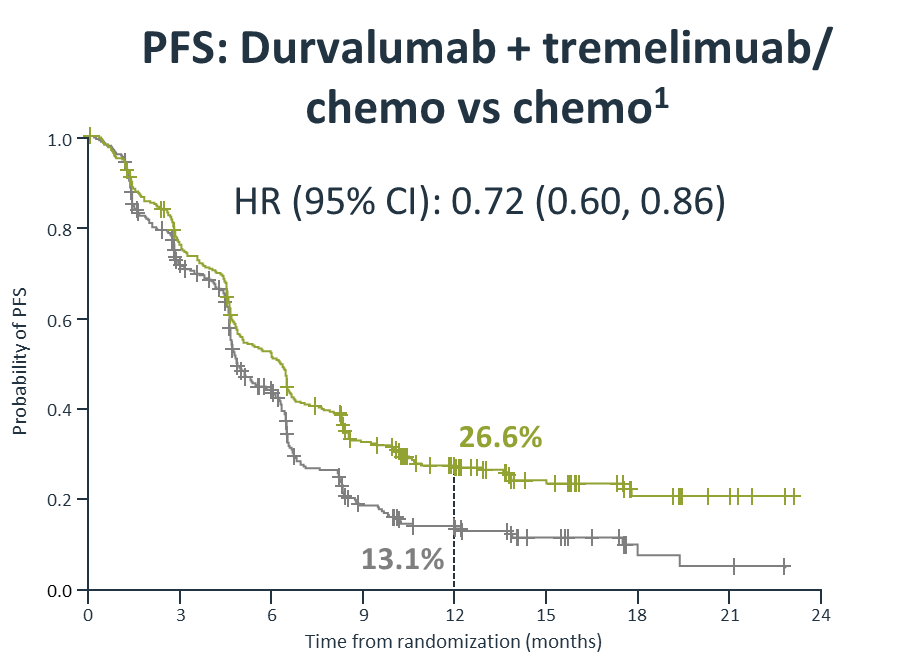 PFS: Durvalumab + tremelimuab/
chemo vs chemo¹
HR (95% CI): 0.72 (0.60, 0.86)
Probability of PFS
1.0
0.8
0.6
0.4
0.2
0.0
26.6%
13.1%
0 3 6 9 12 15 18 21 24
Time from randomization (months)